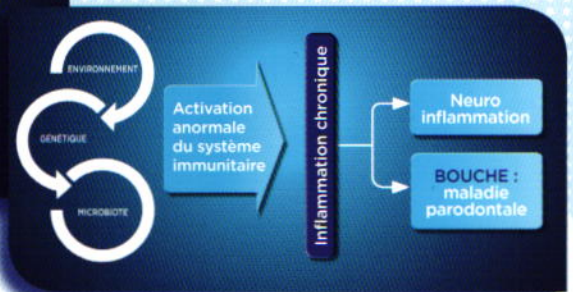 ENVIRONNEMENT
GÉNÉTIQUE
MICROBIOTE
Activation
anormale
du système
immunitaire
Inflammation chronique
Neuro
inflammation
BOUCHE :
maladie
parodontale